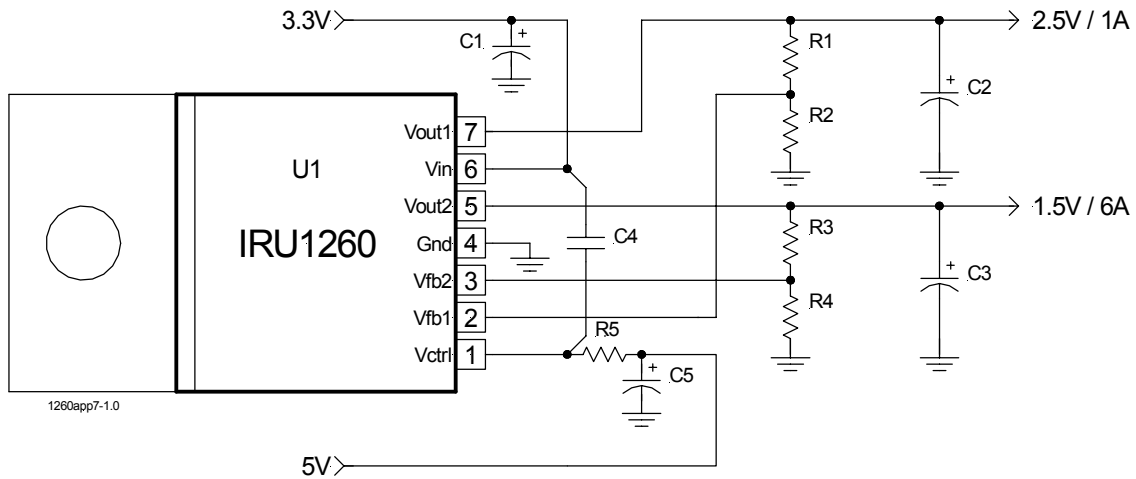 3.3V
C1
+
R1
2.5V / 1A
+
C2
R2
Vout1 7
U1
Vin 6
IRU1260
Vout2 5
1.5V / 6A
R3
Gnd 4
C4
+
C3
Vfb2 3
R4
Vfb1 2
R5
Vctrl 1
+
C5
1260app7-1.0
5V